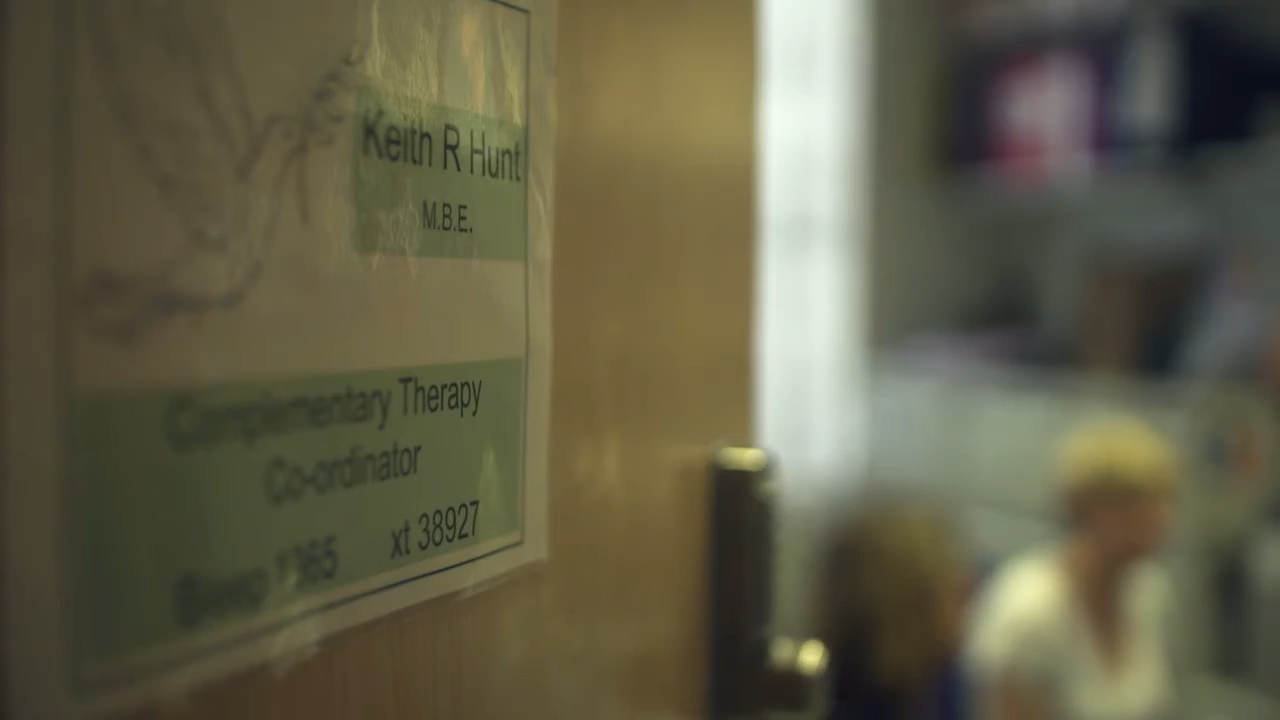 Keith R Hunt
M.B.E.
Complementary Therapy
Co-ordinator
xt 38927